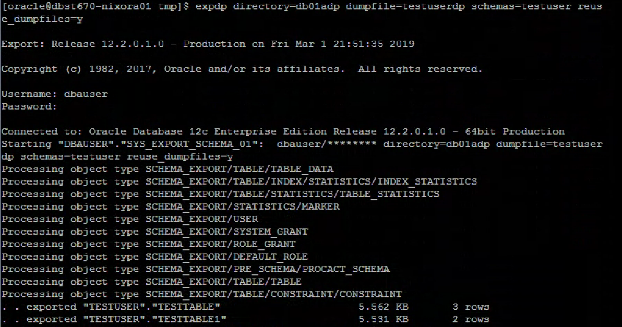 [oracle@dbst670-nixora01 tmp]$ expdp directory=db01adp dumpfile=testuserdp schemas=testuser reus
e_dumpfiles=y
Export: Release 12.2.0.1.0 - Production on Fri Mar 1 21:51:35 2019
Copyright (c) 1982, 2017, Oracle and/or its affiliates.  All rights reserved.
Username: dbauser
Password:
Connected to: Oracle Database 12c Enterprise Edition Release 12.2.0.1.0 - 64bit Production
Starting "DBAUSER"."SYS_EXPORT_SCHEMA_01":  dbauser/******** directory=db01adp dumpfile=testuser
dp schemas=testuser reuse_dumpfiles=y
Processing object type SCHEMA_EXPORT/TABLE/TABLE_DATA
Processing object type SCHEMA_EXPORT/TABLE/INDEX/STATISTICS/INDEX_STATISTICS
Processing object type SCHEMA_EXPORT/TABLE/STATISTICS/TABLE_STATISTICS
Processing object type SCHEMA_EXPORT/STATISTICS/MARKER
Processing object type SCHEMA_EXPORT/USER
Processing object type SCHEMA_EXPORT/SYSTEM_GRANT
Processing object type SCHEMA_EXPORT/ROLE_GRANT
Processing object type SCHEMA_EXPORT/DEFAULT_ROLE
Processing object type SCHEMA_EXPORT/PRE_SCHEMA/PROCACT_SCHEMA
Processing object type SCHEMA_EXPORT/TABLE/TABLE
Processing object type SCHEMA_EXPORT/TABLE/CONSTRAINT/CONSTRAINT
. . exported "TESTUSER"."TESTTABLE" 5.562 KB 3 rows
. . exported "TESTUSER"."TESTTABLE1" 5.531 KB 2 rows